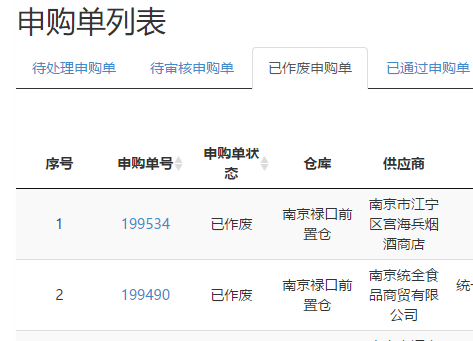 申购单列表
待处理申购单 待审核申购单 已作废申购单 已通过申购单
序号 申购单号 申购单状态 仓库 供应商
1 199534 已作废 南京禄口前置仓 南京市江宁区宫海兵烟酒商店
2 199490 已作废 南京禄口前置仓 南京统全食品商贸有限公司 统一